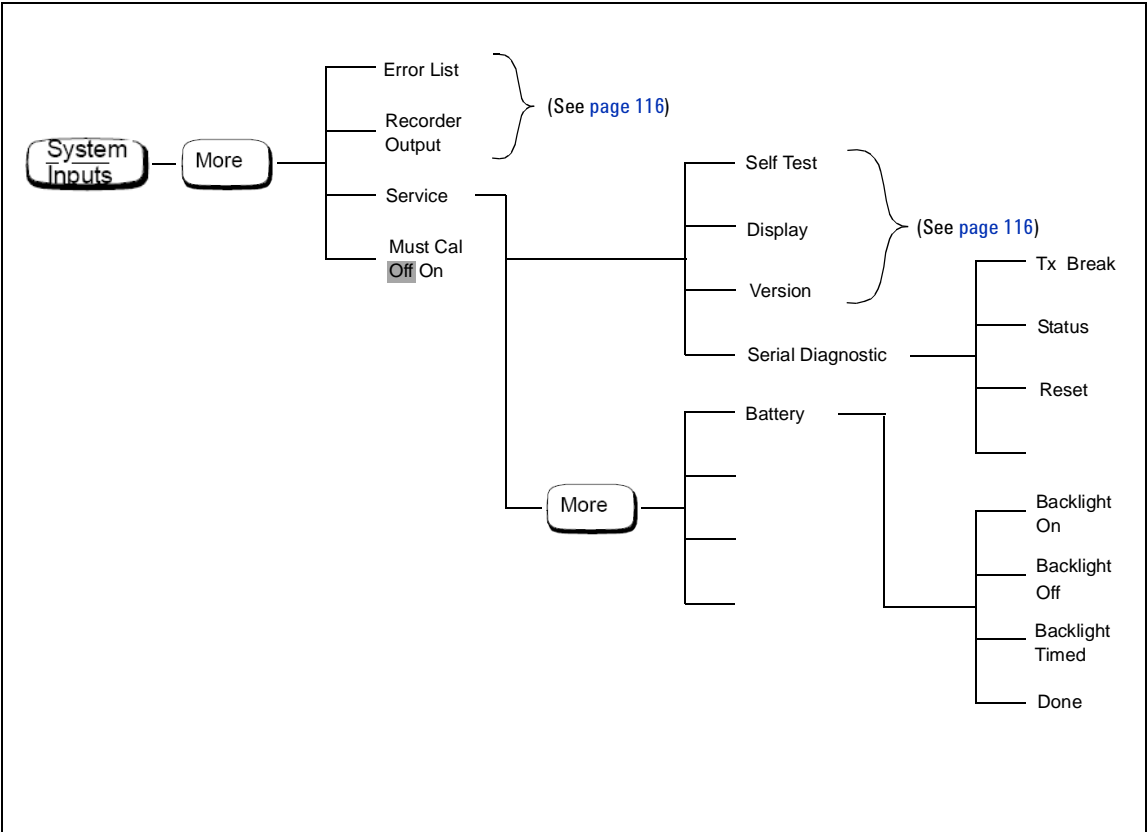 System
Inputs
More
Error List
Recorder
Output
(See page 116)
Service
Must Cal
Off On
Self Test
Display
Version
(See page 116)
Serial Diagnostic
Tx Break
Status
Reset
More
Battery
Backlight
On
Backlight
Off
Backlight
Timed
Done